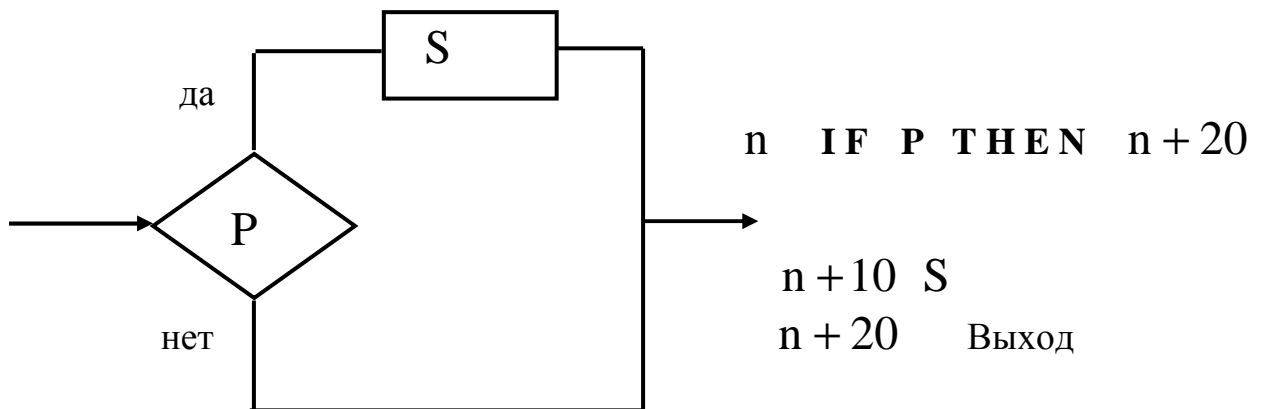 S
да
n IF P THEN n + 20
P
n + 10 S
нет
n + 20 Выход